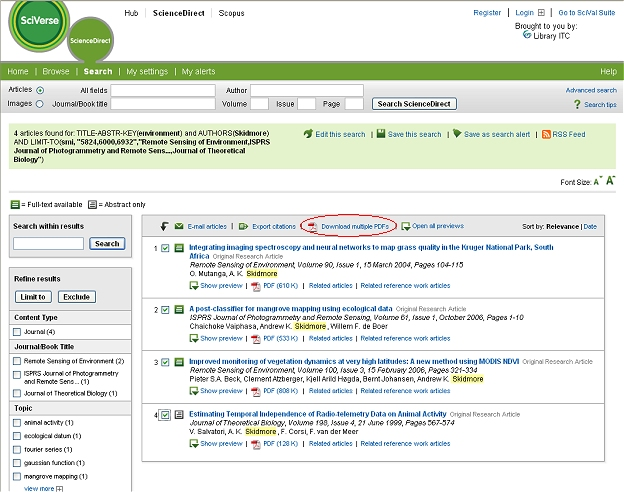 SciVerse
ScienceDirect
Hub | ScienceDirect Scopus
Register | Login | Go to SciVal Suite
Brought to you by:
Library ITC
Home | Browse | Search | My settings | My alerts
Help
Articles All fields Author
Advanced search
Images Journal/Book title Volume Issue Page Search ScienceDirect
? Search tips
4 articles found for: TITLE-ABSTR-KEY(environment) and AUTHORS(Skidmore)
AND LIMIT-TO(smi, "5824,6000,6932","Remote Sensing of Environment,ISPRS
Journal of Photogrammetry and Remote Sens...,Journal of Theoretical
Biology")
Edit this search | Save this search | Save as search alert | RSS Feed
Font Size: A A
= Full-text available = Abstract only
Search within results
Search
Refine results
Limit to Exclude
Content Type
Journal (4)
Journal/Book Title
Remote Sensing of Environment (2)
ISPRS Journal of Photogrammetry
and Remote Sens... (1)
Journal of Theoretical Biology (1)
Topic
animal activity (1)
ecological datum (1)
fourier series (1)
gaussian function (1)
mangrove mapping (1)
view more
E-mail articles | Export citations | Download multiple PDFs | Open all previews
Sort by: Relevance | Date
1 Integrating imaging spectroscopy and neural networks to map grass quality in the Kruger National Park, South
Africa Original Research Article
Remote Sensing of Environment, Volume 90, Issue 1, 15 March 2004, Pages 104-115
O. Mutanga, A. K. Skidmore
Show preview | PDF (610 K) | Related articles | Related reference work articles
2 A post-classifier for mangrove mapping using ecological data Original Research Article
ISPRS Journal of Photogrammetry and Remote Sensing, Volume 61, Issue 1, October 2006, Pages 1-10
Chaichoke Vaiphasa, Andrew K. Skidmore, Willem F. de Boer
Show preview | PDF (533 K) | Related articles | Related reference work articles
3 Improved monitoring of vegetation dynamics at very high latitudes: A new method using MODIS NDVI Original Research Article
Remote Sensing of Environment, Volume 100, Issue 3, 15 February 2006, Pages 321-334
Pieter S.A. Beck, Clement Atzberger, Kjell Arild Høgda, Bernt Johansen, Andrew K. Skidmore
Show preview | PDF (808 K) | Related articles | Related reference work articles
4 Estimating Temporal Independence of Radio-telemetry Data on Animal Activity Original Research Article
Journal of Theoretical Biology, Volume 198, Issue 4, 21 June 1999, Pages 567-574
V. Salvatori, A. K. Skidmore, F. Corsi, F. van der Meer
Show preview | PDF (128 K) | Related articles | Related reference work articles